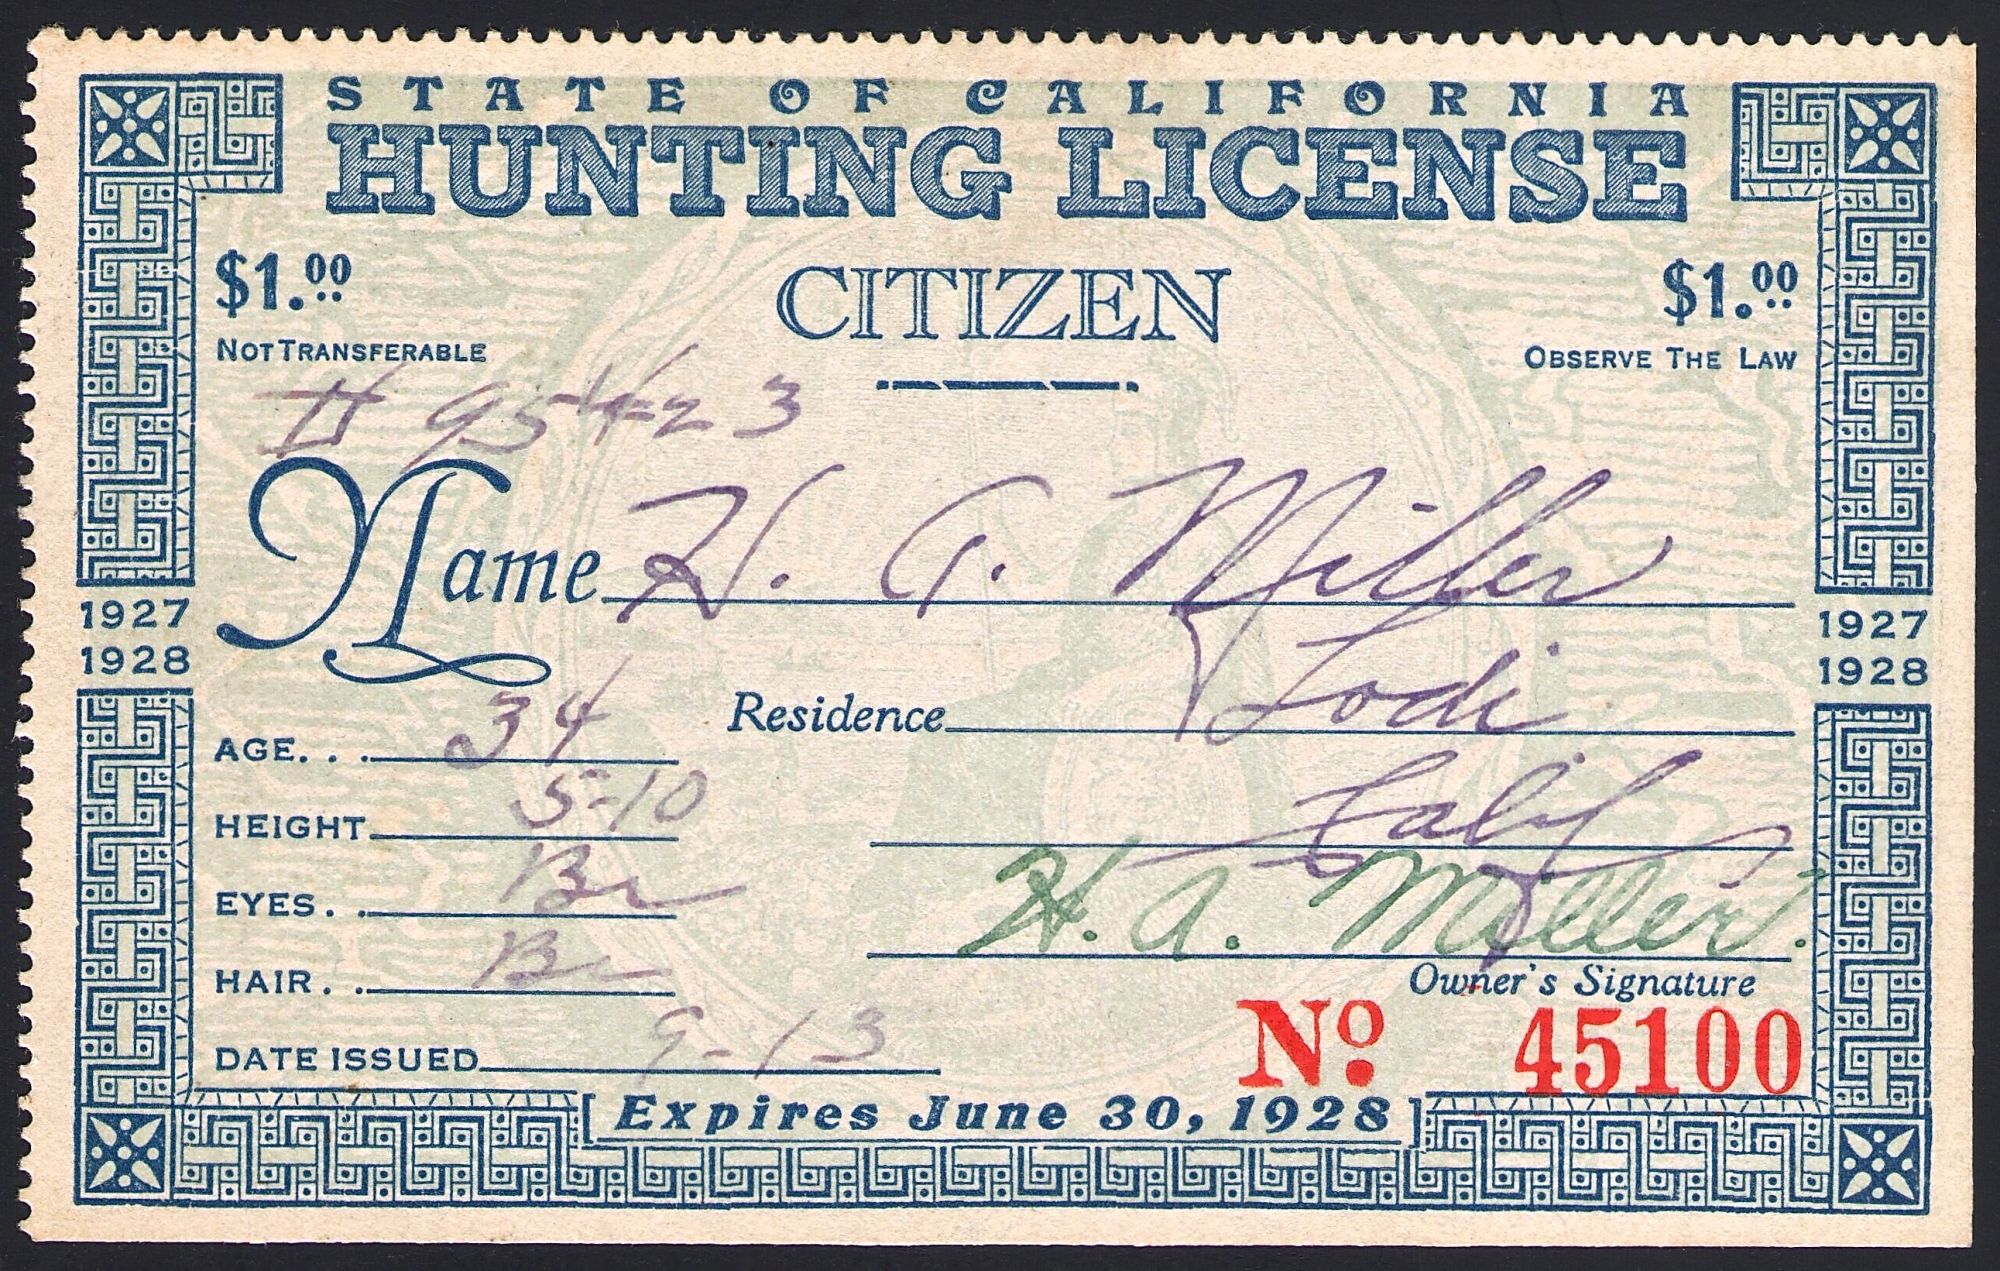 STATE OF CALIFORNIA
HUNTING LICENSE
$1.00 CITIZEN $1.00
NOT TRANSFERABLE OBSERVE THE LAW
# 95423
Name H. A. Miller
1927 1927
1928 1928
Residence Lodi
AGE... 34
Calif
HEIGHT 5-10
EYES.. Br
H. A. Miller.
HAIR.. Br
Owner's Signature
No. 45100
DATE ISSUED 9-13
[Expires June 30, 1928]